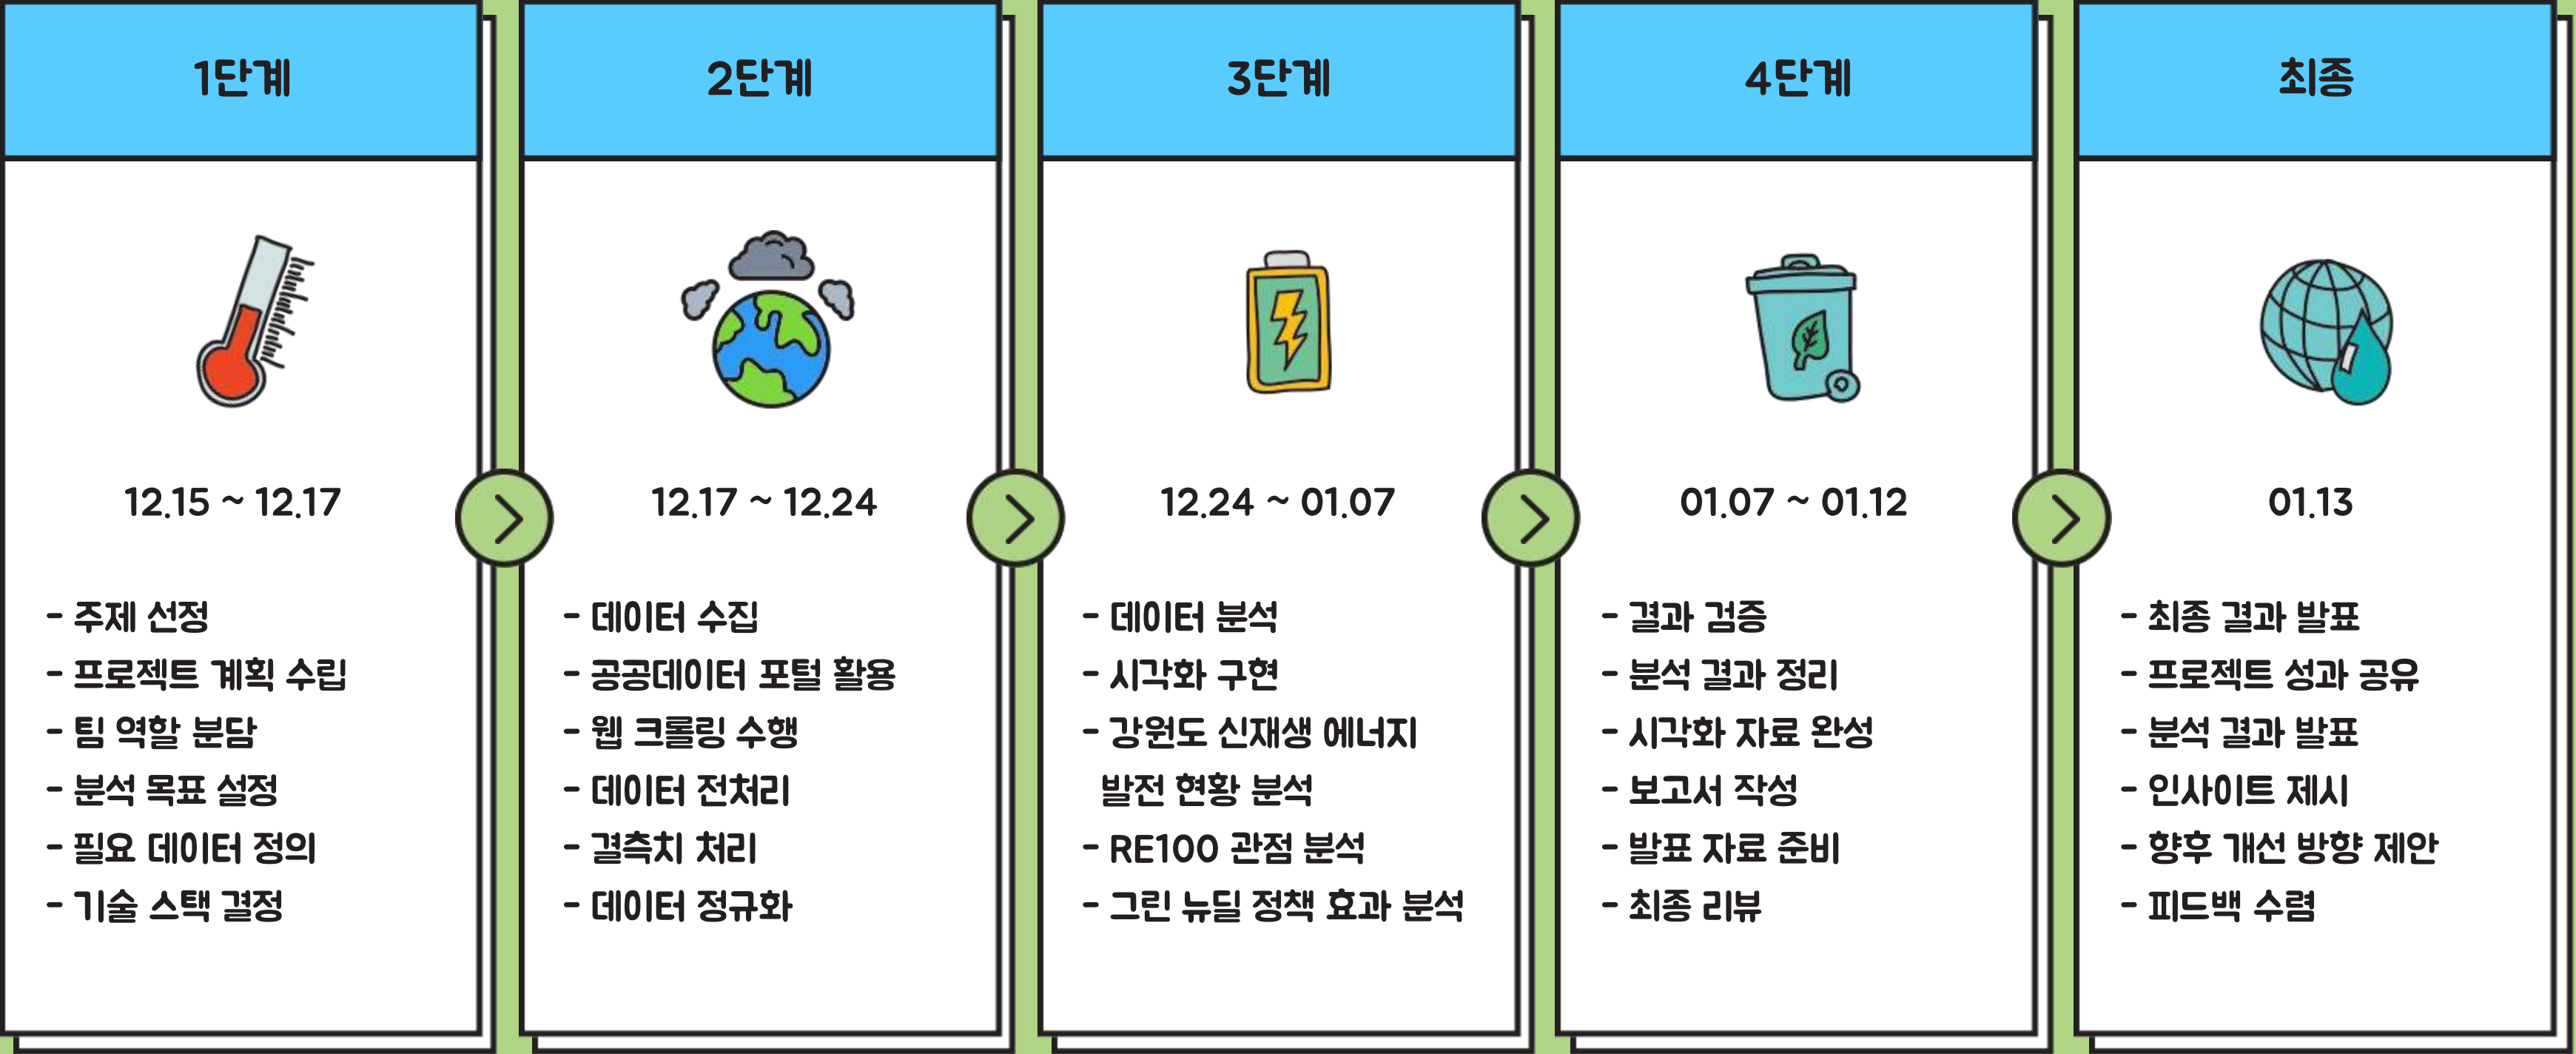 1단계
12.15 ~ 12.17
- 주제 선정
- 프로젝트 계획 수립
- 팀 역할 분담
- 분석 목표 설정
- 필요 데이터 정의
- 기술 스택 결정
2단계
12.17 ~ 12.24
- 데이터 수집
- 공공데이터 포털 활용
- 웹 크롤링 수행
- 데이터 전처리
- 결측치 처리
- 데이터 정규화
3단계
12.24 ~ 01.07
- 데이터 분석
- 시각화 구현
- 강원도 신재생 에너지
발전 현황 분석
- RE100 관점 분석
- 그린 뉴딜 정책 효과 분석
4단계
01.07 ~ 01.12
- 결과 검증
- 분석 결과 정리
- 시각화 자료 완성
- 보고서 작성
- 발표 자료 준비
- 최종 리뷰
최종
01.13
- 최종 결과 발표
- 프로젝트 성과 공유
- 분석 결과 발표
- 인사이트 제시
- 향후 개선 방향 제안
- 피드백 수렴